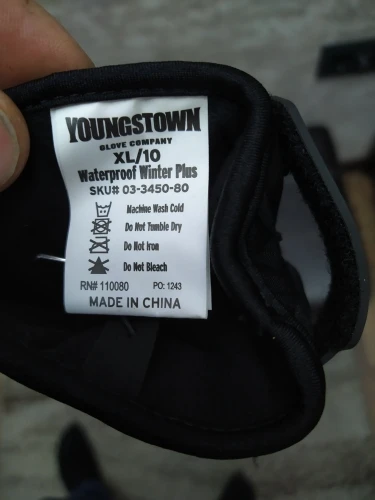 YOUNGSTOWN
GLOVE COMPANY
XL/10
Waterproof Winter Plus
SKU# 03-3450-80
Machine Wash Cold
Do Not Tumble Dry
Do Not Iron
Do Not Bleach
RN# 110080 PO: 1243
MADE IN CHINA